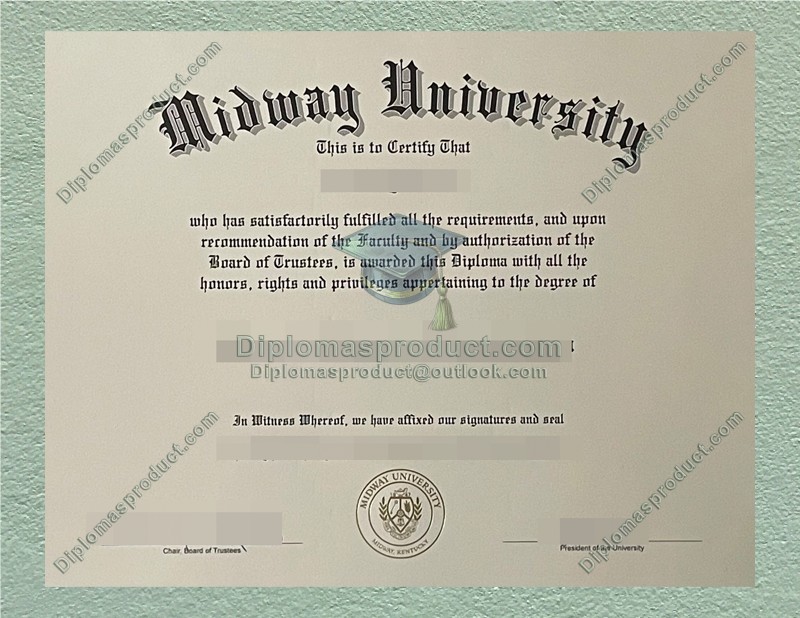 Midway University
This is to Certify That
who has satisfactorily fulfilled all the requirements, and upon
recommendation of the Faculty and by authorization of the
Board of Trustees, is awarded this Diploma with all the
honors, rights and privileges appertaining to the degree of
Diplomasproduct.com
Diplomasproduct@outlook.com
In Witness Whereof, we have affixed our signatures and seal
MIDWAY UNIVERSITY
MIDWAY, KENTUCKY
Chair, Board of Trustees
President of the University
Diplomasproduct.com
Diplomasproduct.com
Diplomasproduct.com
Diplomasproduct.com